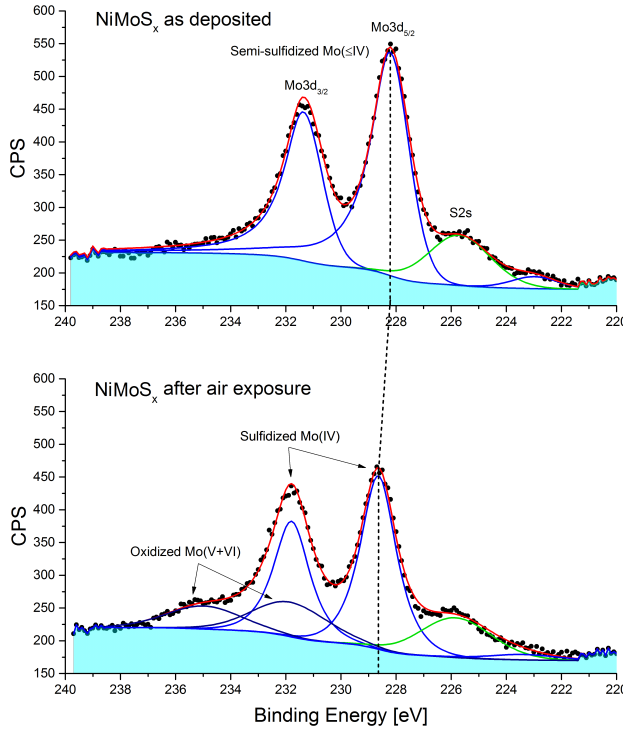 NiMoSx as deposited
Mo3d5/2
Semi-sulfidized Mo(≤IV)
Mo3d3/2
S2s
CPS
600
550
500
450
400
350
300
250
200
150
240 238 236 234 232 230 228 226 224 222 220
NiMoSx after air exposure
Sulfidized Mo(IV)
Oxidized Mo(V+VI)
CPS
600
550
500
450
400
350
300
250
200
150
240 238 236 234 232 230 228 226 224 222 220
Binding Energy [eV]